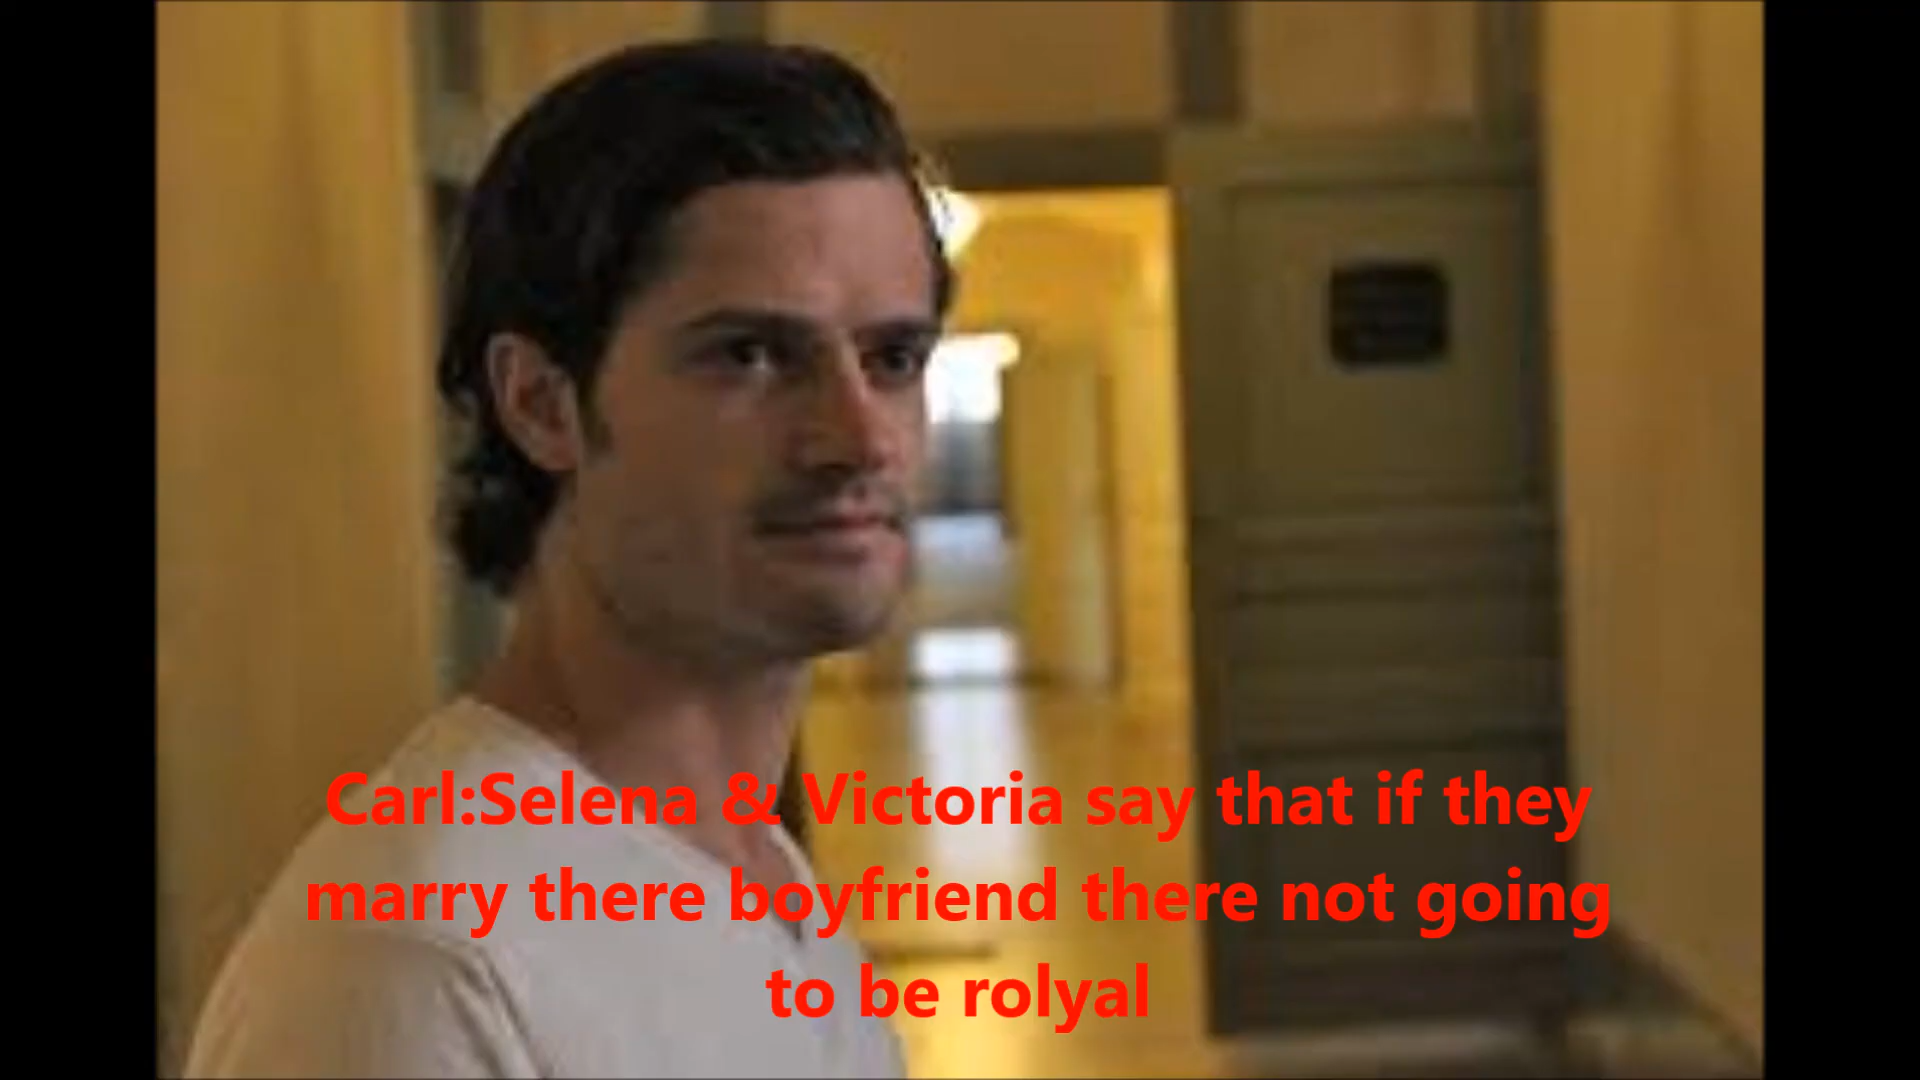 Carl:Selena & Victoria say that if they
marry there boyfriend there not going
to be rolyal